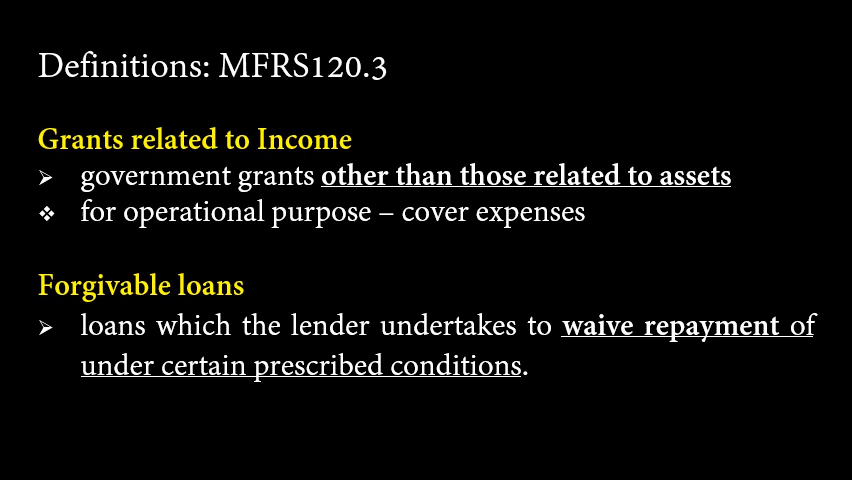 Definitions: MFRS120.3
Grants related to Income
➢ government grants other than those related to assets
❖ for operational purpose – cover expenses
Forgivable loans
➢ loans which the lender undertakes to waive repayment of
under certain prescribed conditions.